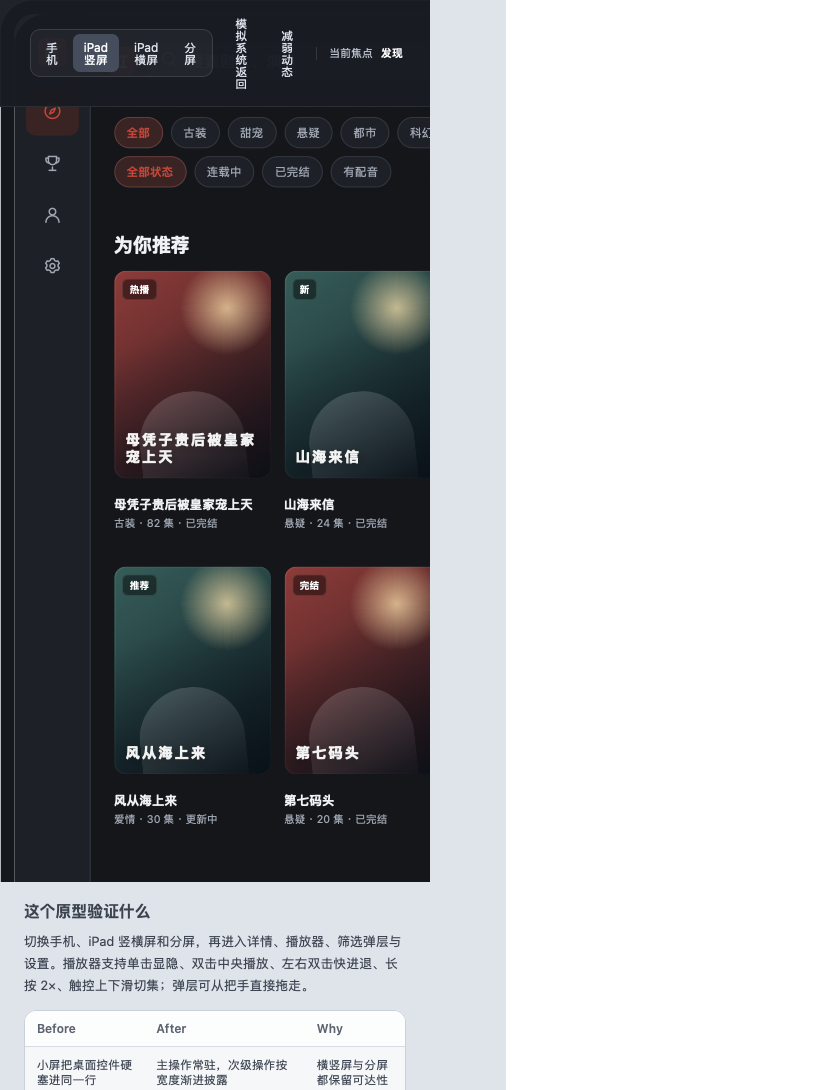 手机
iPad 竖屏
iPad 横屏
分屏
模拟系统返回
减弱动态
当前焦点 发现
全部 古装 甜宠 悬疑 都市 科幻
全部状态 连载中 已完结 有配音
为你推荐
热播
母凭子贵后被皇家
宠上天
母凭子贵后被皇家宠上天
古装 · 82 集 · 已完结
新
山海来信
山海来信
悬疑 · 24 集 · 已完结
推荐
风从海上来
风从海上来
爱情 · 30 集 · 更新中
完结
第七码头
第七码头
悬疑 · 20 集 · 已完结
这个原型验证什么
切换手机、iPad 竖横屏和分屏，再进入详情、播放器、筛选弹层与
设置。播放器支持单击显隐、双击中央播放、左右双击快进退、长
按 2×、触控上下滑切集；弹层可从把手直接拖走。
Before After Why
小屏把桌面控件硬
塞进同一行
主操作常驻，次级操作按
宽度渐进披露
横竖屏与分屏
都保留可达性